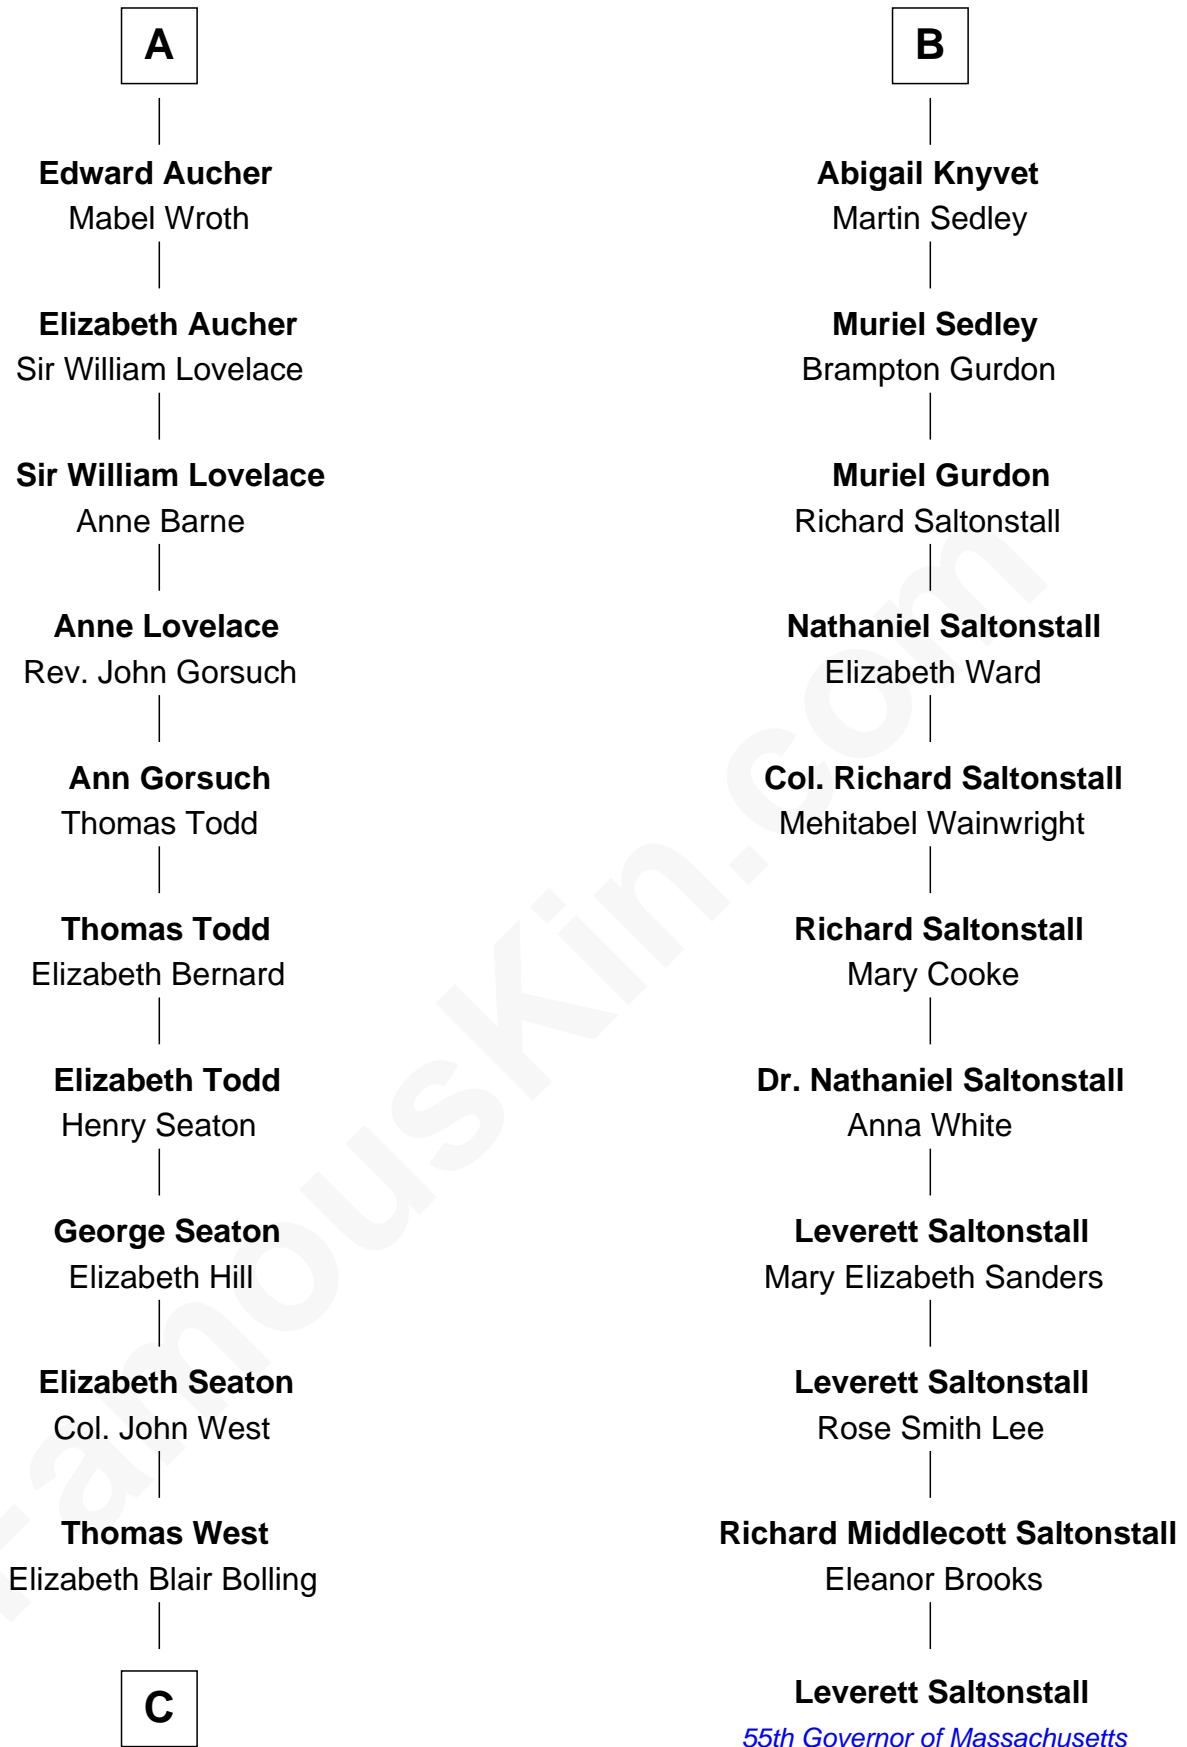 A
Edward Aucher
Mabel Wroth
Elizabeth Aucher
Sir William Lovelace
Sir William Lovelace
Anne Barne
Anne Lovelace
Rev. John Gorsuch
Ann Gorsuch
Thomas Todd
Thomas Todd
Elizabeth Bernard
Elizabeth Todd
Henry Seaton
George Seaton
Elizabeth Hill
Elizabeth Seaton
Col. John West
Thomas West
Elizabeth Blair Bolling
C
B
Abigail Knyvet
Martin Sedley
Muriel Sedley
Brampton Gurdon
Muriel Gurdon
Richard Saltonstall
Nathaniel Saltonstall
Elizabeth Ward
Col. Richard Saltonstall
Mehitabel Wainwright
Richard Saltonstall
Mary Cooke
Dr. Nathaniel Saltonstall
Anna White
Leverett Saltonstall
Mary Elizabeth Sanders
Leverett Saltonstall
Rose Smith Lee
Richard Middlecott Saltonstall
Eleanor Brooks
Leverett Saltonstall
55th Governor of Massachusetts
FamousKin.com